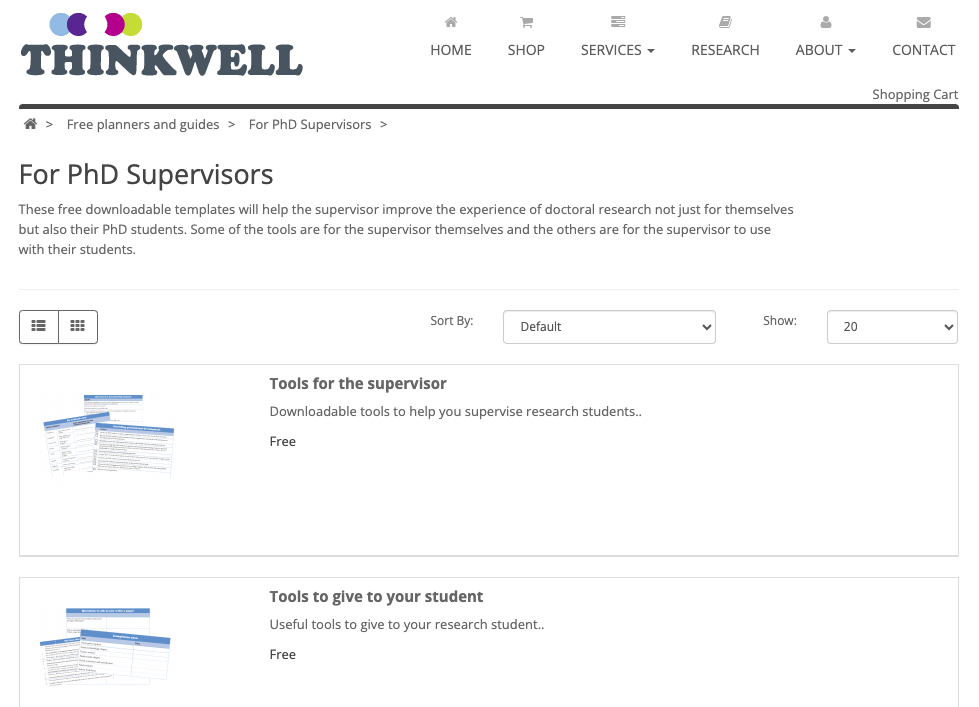 THINKWELL
HOME
SHOP
SERVICES
RESEARCH
ABOUT
CONTACT
Shopping Cart
> Free planners and guides > For PhD Supervisors >
For PhD Supervisors
These free downloadable templates will help the supervisor improve the experience of doctoral research not just for themselves
but also their PhD students. Some of the tools are for the supervisor themselves and the others are for the supervisor to use
with their students.
Sort By:
Default
Show:
20
Tools for the supervisor
Downloadable tools to help you supervise research students..
Free
Tools to give to your student
Useful tools to give to your research student..
Free